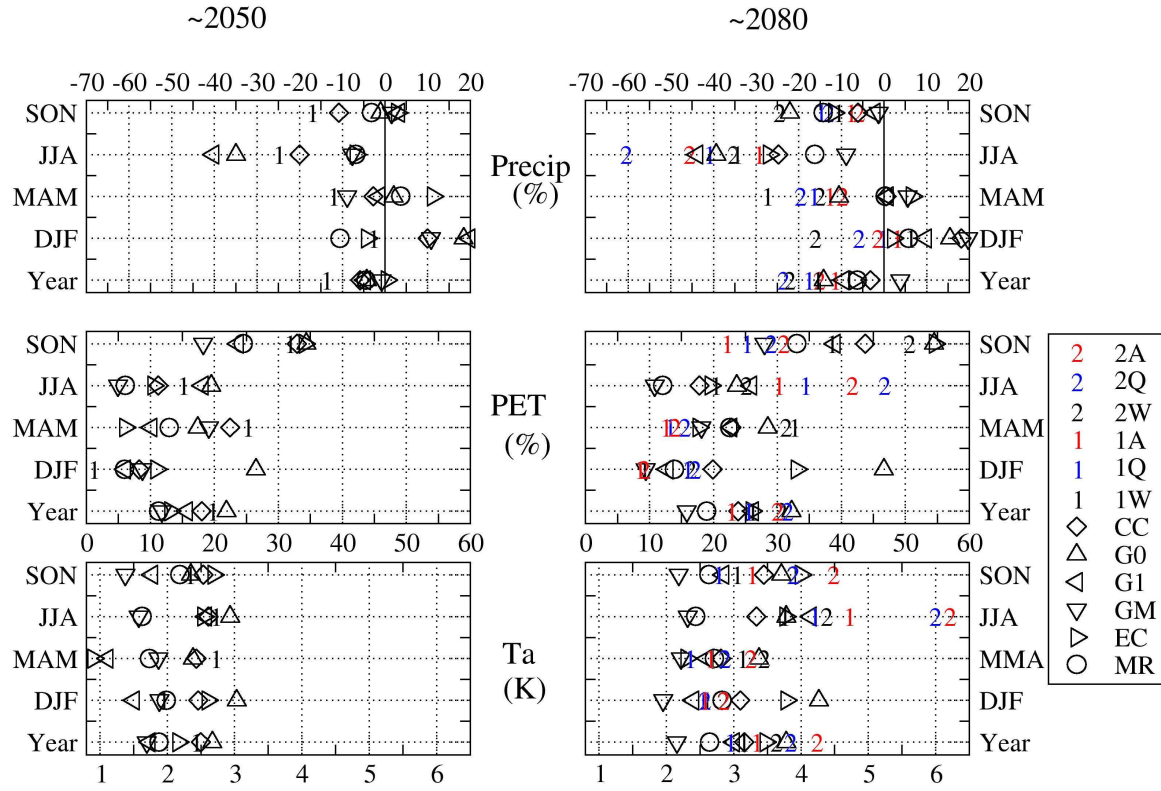 ~2050 ~2080
-70 -60 -50 -40 -30 -20 -10 0 10 20 -70 -60 -50 -40 -30 -20 -10 0 10 20
SON SON
JJA Precip JJA
MAM (%) MAM
DJF DJF
Year Year
SON SON
JJA PET JJA
MAM (%) MAM
DJF DJF
Year Year
0 10 20 30 40 50 60 0 10 20 30 40 50 60
SON SON
JJA Ta JJA
MAM (K) MMA
DJF DJF
Year Year
1 2 3 4 5 6 1 2 3 4 5 6
2 2A
2 2Q
2 2W
1 1A
1 1Q
1 1W
CC
G0
G1
GM
EC
MR